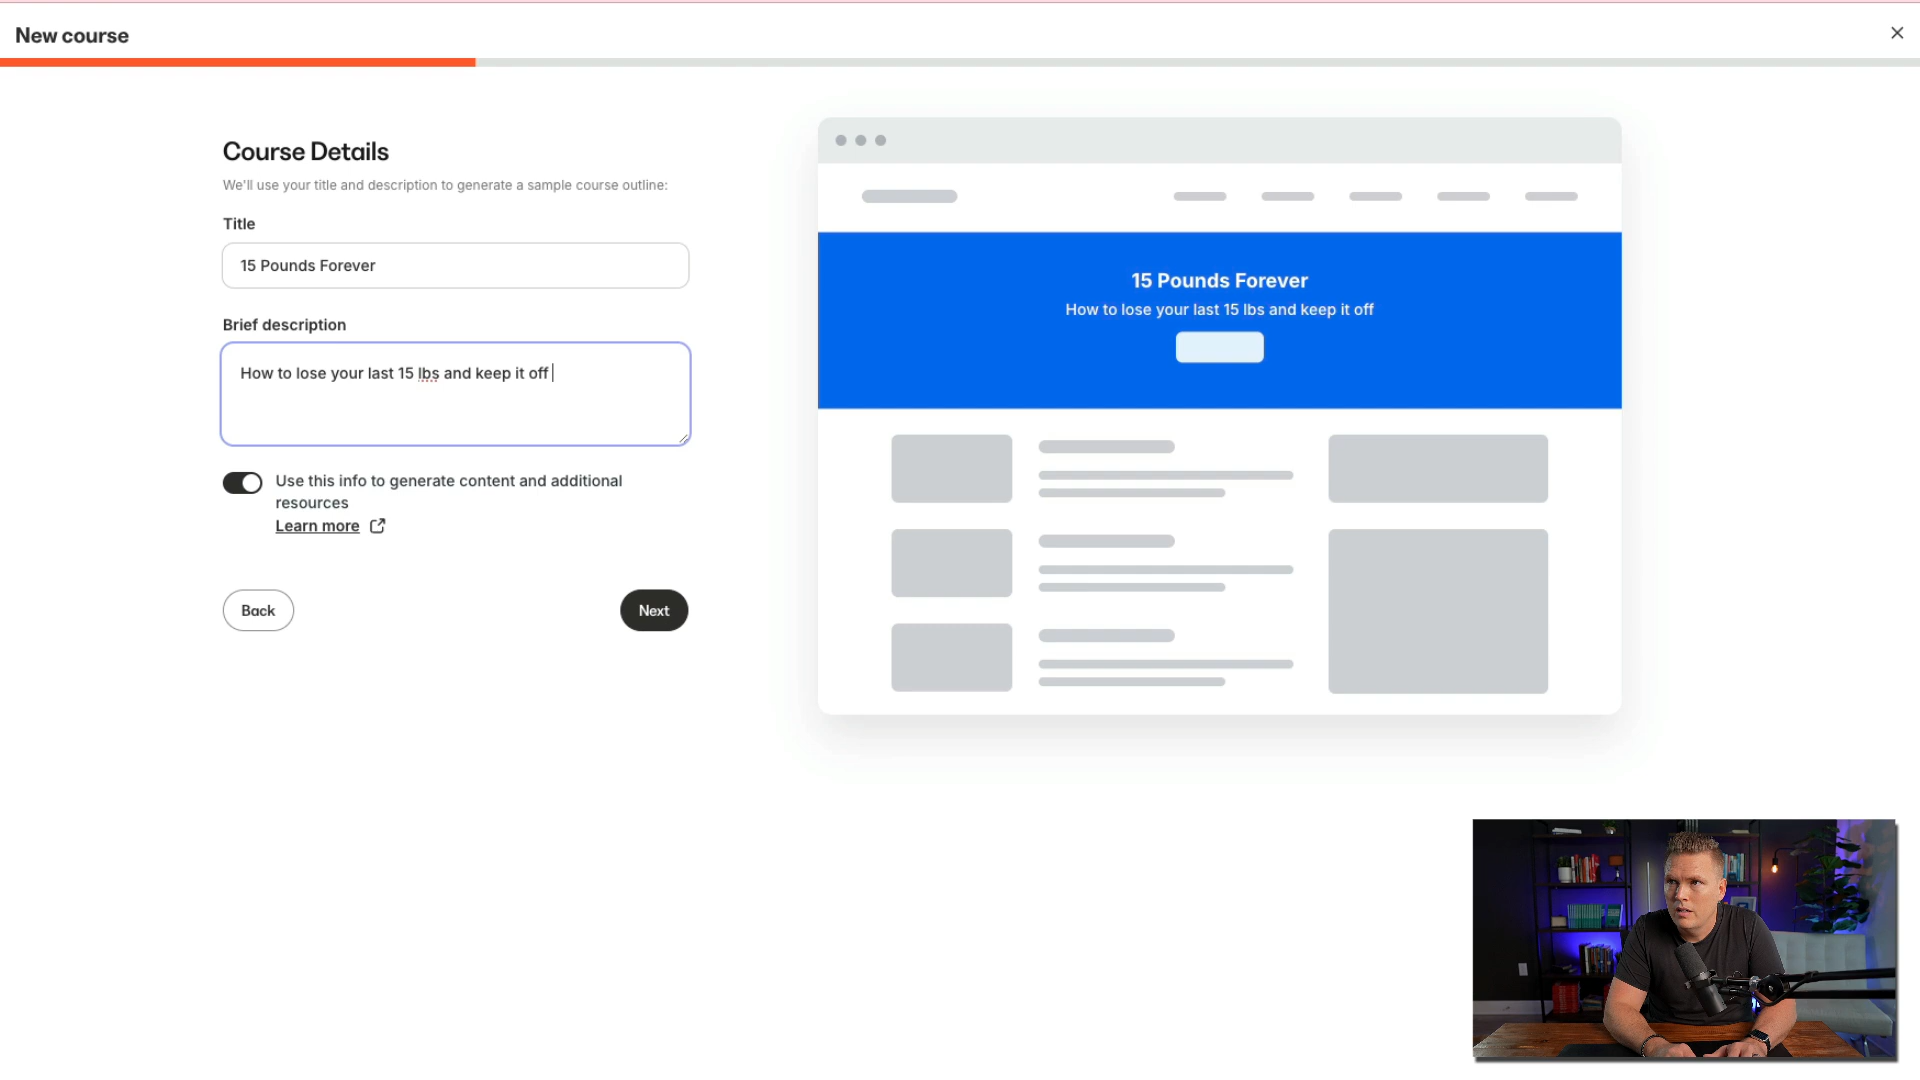 New course
Course Details
We'll use your title and description to generate a sample course outline:
Title
15 Pounds Forever
Brief description
How to lose your last 15 lbs and keep it off
Use this info to generate content and additional
resources
Learn more
Back
Next
15 Pounds Forever
How to lose your last 15 lbs and keep it off